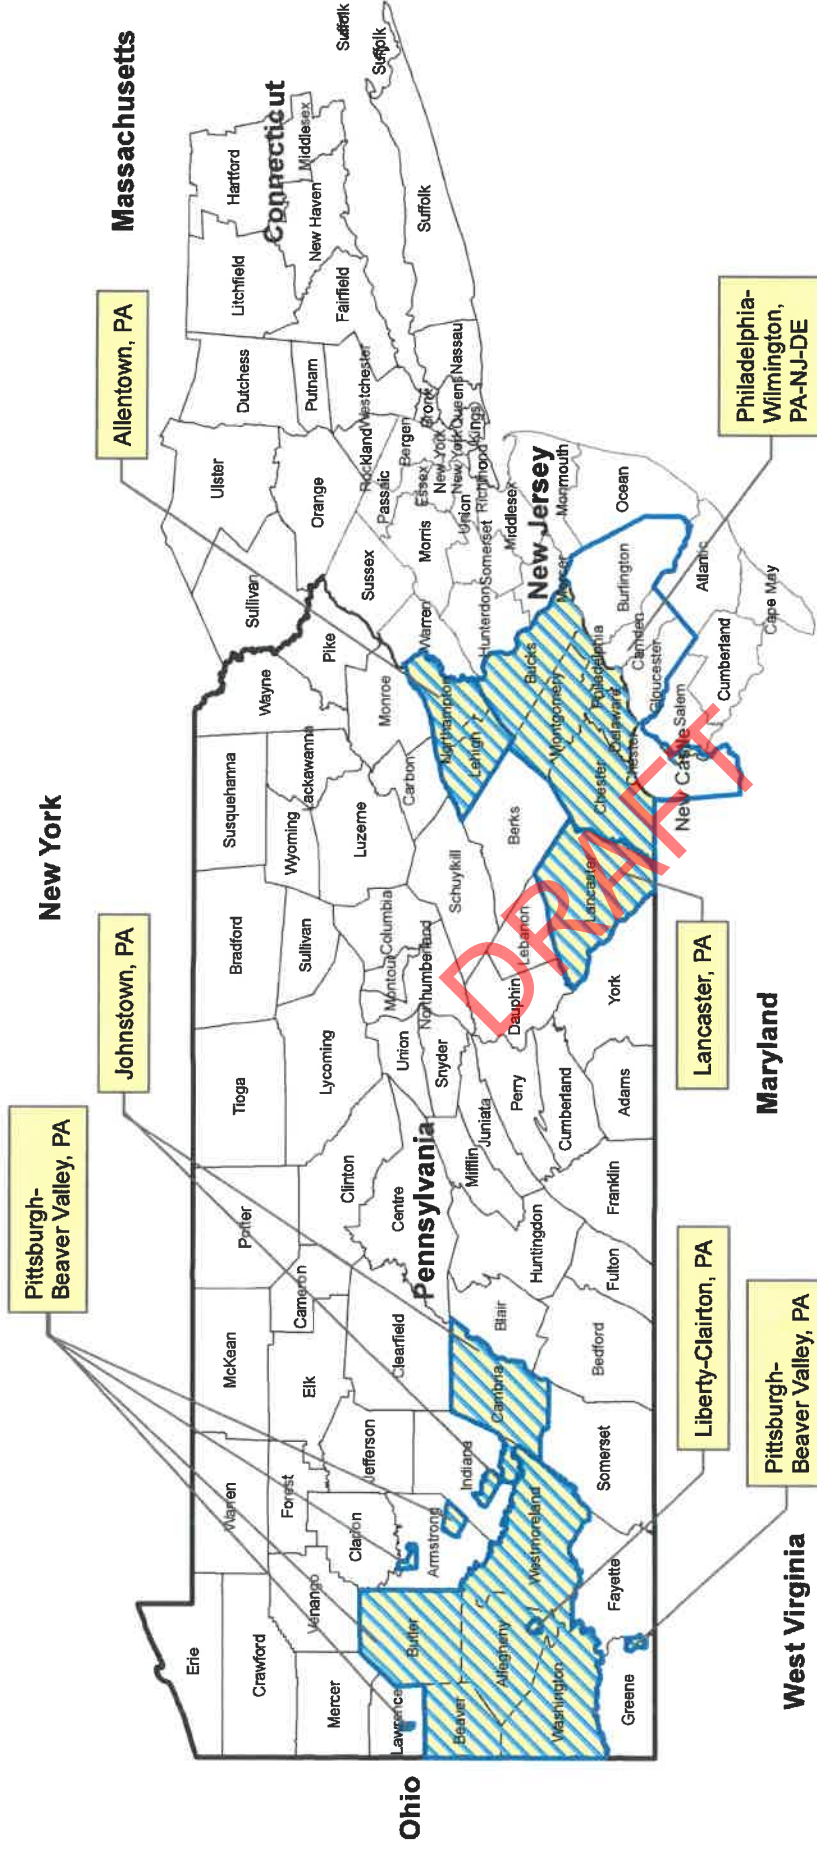 Massachusetts
New York
Connecticut
Pennsylvania
New Jersey
Ohio
West Virginia
Maryland
Pittsburgh-
Beaver Valley, PA
Johnstown, PA
Allentown, PA
Philadelphia-
Wilmington,
PA-NJ-DE
Lancaster, PA
Liberty-Clairton, PA
Pittsburgh-
Beaver Valley, PA
DRAFT
Erie
Crawford
Mercer
Lawrence
Warren
Forest
Venango
Clarion
Butler
Beaver
Allegheny
Washington
Greene
Fayette
Westmoreland
Armstrong
Indiana
Jefferson
McKean
Elk
Cameron
Clearfield
Cambria
Somerset
Bedford
Blair
Potter
Clinton
Centre
Huntingdon
Fulton
Franklin
Tioga
Lycoming
Union
Snyder
Mifflin
Juniata
Perry
Cumberland
Adams
York
Dauphin
Bradford
Sullivan
Columbia
Montour
Northumberland
Schuylkill
Lebanon
Lancaster
Berks
Susquehanna
Wyoming
Lackawanna
Luzerne
Carbon
Wayne
Pike
Monroe
Northampton
Lehigh
Bucks
Montgomery
Philadelphia
Delaware
Chester
Chester
New Castle
Salem
Gloucester
Camden
Burlington
Atlantic
Cumberland
Cape May
Ocean
Monmouth
Mercer
Middlesex
Somerset
Hunterdon
Warren
Sussex
Morris
Union
Essex
Passaic
Bergen
Rockland
Westchester
Bronx
New York
New York
Queens
Kings
Richmond
Nassau
Suffolk
Suffolk
Suffolk
Sullivan
Ulster
Orange
Dutchess
Putnam
Litchfield
Fairfield
Hartford
New Haven
Middlesex